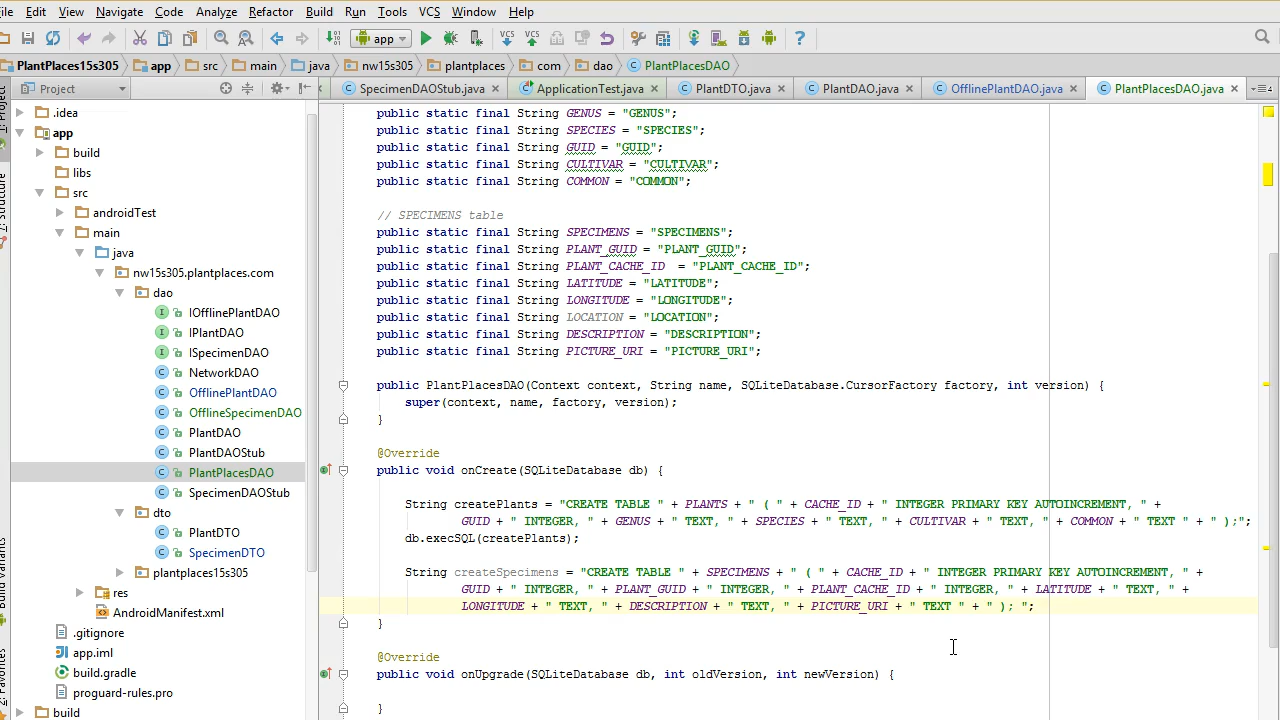 ile Edit View Navigate Code Analyze Refactor Build Run Tools VCS Window Help
app VCS VCS ?
PlantPlaces15s305 app src main java nw15s305 plantplaces com dao PlantPlacesDAO
Project SpecimenDAOStub.java ApplicationTest.java PlantDTO.java PlantDAO.java OfflinePlantDAO.java PlantPlacesDAO.java
.idea
app
build
libs
src
androidTest
main
java
nw15s305.plantplaces.com
dao
IOfflinePlantDAO
IPlantDAO
ISpecimenDAO
NetworkDAO
OfflinePlantDAO
OfflineSpecimenDAO
PlantDAO
PlantDAOStub
PlantPlacesDAO
SpecimenDAOStub
dto
PlantDTO
SpecimenDTO
plantplaces15s305
res
AndroidManifest.xml
.gitignore
app.iml
build.gradle
proguard-rules.pro
build
public static final String GENUS = "GENUS";
public static final String SPECIES = "SPECIES";
public static final String GUID = "GUID";
public static final String CULTIVAR = "CULTIVAR";
public static final String COMMON = "COMMON";
// SPECIMENS table
public static final String SPECIMENS = "SPECIMENS";
public static final String PLANT_GUID = "PLANT_GUID";
public static final String PLANT_CACHE_ID  = "PLANT_CACHE_ID";
public static final String LATITUDE = "LATITUDE";
public static final String LONGITUDE = "LONGITUDE";
public static final String LOCATION = "LOCATION";
public static final String DESCRIPTION = "DESCRIPTION";
public static final String PICTURE_URI = "PICTURE_URI";
public PlantPlacesDAO(Context context, String name, SQLiteDatabase.CursorFactory factory, int version) {
super(context, name, factory, version);
}
@Override
public void onCreate(SQLiteDatabase db) {
String createPlants = "CREATE TABLE " + PLANTS + " ( " + CACHE_ID + " INTEGER PRIMARY KEY AUTOINCREMENT, " +
GUID + " INTEGER, " + GENUS + " TEXT, " + SPECIES + " TEXT, " + CULTIVAR + " TEXT, " + COMMON + " TEXT " + " );";
db.execSQL(createPlants);
String createSpecimens = "CREATE TABLE " + SPECIMENS + " ( " + CACHE_ID + " INTEGER PRIMARY KEY AUTOINCREMENT, " +
GUID + " INTEGER, " + PLANT_GUID + " INTEGER, " + PLANT_CACHE_ID + " INTEGER, " + LATITUDE + " TEXT, " +
LONGITUDE + " TEXT, " + DESCRIPTION + " TEXT, " + PICTURE_URI + " TEXT " + " ); ";
}
@Override
public void onUpgrade(SQLiteDatabase db, int oldVersion, int newVersion) {
}